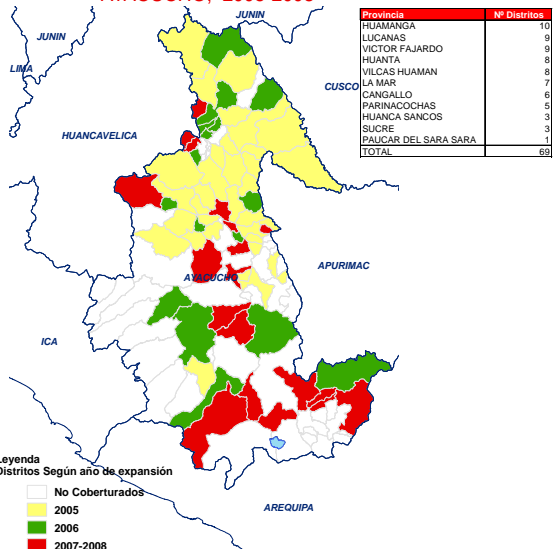 JUNIN
JUNIN
LIMA
CUSCO
HUANCAVELICA
APURIMAC
AYACUCHO
ICA
AREQUIPA
Provincia Nº Distritos
HUAMANGA 10
LUCANAS 9
VICTOR FAJARDO 9
HUANTA 8
VILCAS HUAMAN 8
LA MAR 7
CANGALLO 6
PARINACOCHAS 5
HUANCA SANCOS 3
SUCRE 3
PAUCAR DEL SARA SARA 1
TOTAL 69
Leyenda
Distritos Según año de expansión
No Coberturados
2005
2006
2007-2008